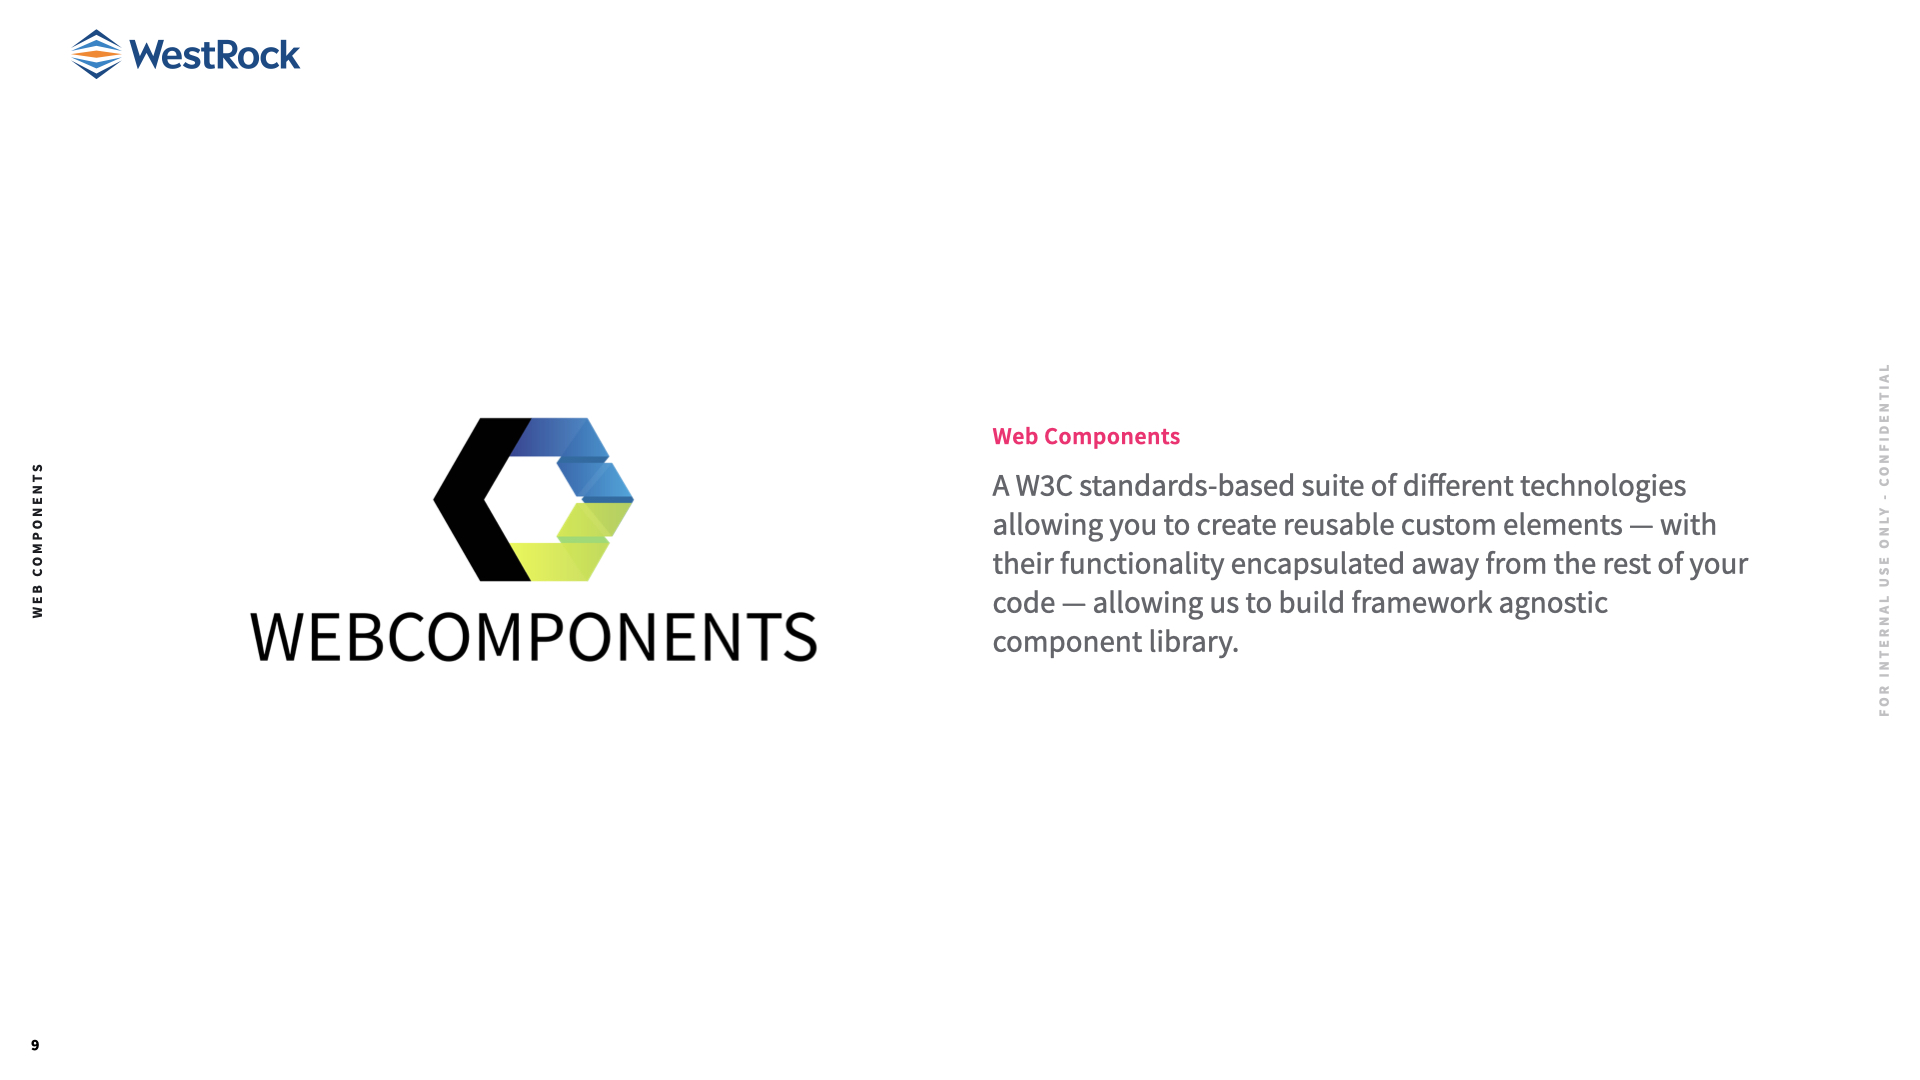 WestRock
WEB COMPONENTS
WEBCOMPONENTS
Web Components
A W3C standards-based suite of different technologies
allowing you to create reusable custom elements — with
their functionality encapsulated away from the rest of your
code — allowing us to build framework agnostic
component library.
FOR INTERNAL USE ONLY - CONFIDENTIAL
9